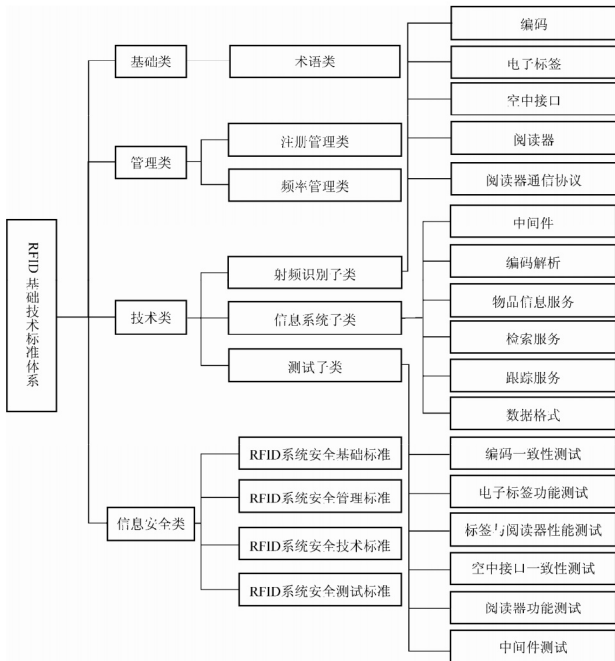 RFID 基础技术标准体系
基础类
术语类
管理类
注册管理类
频率管理类
技术类
射频识别子类
编码
电子标签
空中接口
阅读器
阅读器通信协议
信息系统子类
中间件
编码解析
物品信息服务
检索服务
跟踪服务
数据格式
测试子类
编码一致性测试
电子标签功能测试
标签与阅读器性能测试
空中接口一致性测试
阅读器功能测试
中间件测试
信息安全类
RFID系统安全基础标准
RFID系统安全管理标准
RFID系统安全技术标准
RFID系统安全测试标准